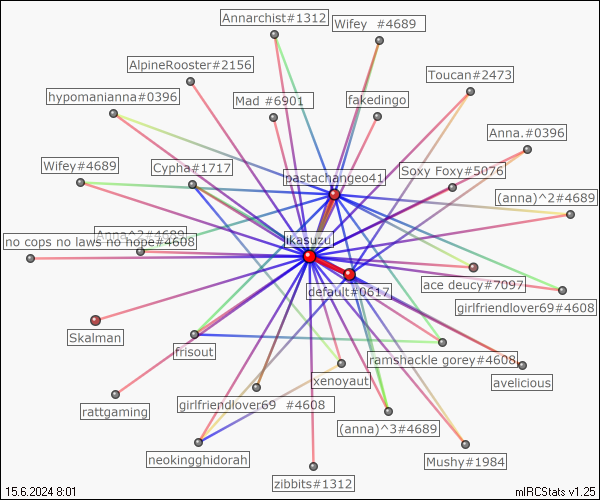 Annarchist#1312
Wifey #4689
AlpineRooster#2156
Toucan#2473
hypomanianna#0396
Mad #6901
fakedingo
Anna.#0396
Wifey#4689
Cypha#1717
Soxy Foxy#5076
pastachangeo41
(anna)^2#4689
Anna^2#4689
no cops no laws no hope#4608
ikasuzu
default#0617
ace deucy#7097
girlfriendlover69#4608
Skalman
frisout
ramshackle gorey#4608
xenoyaut
avelicious
rattgaming
girlfriendlover69 #4608
(anna)^3#4689
neokingghidorah
Mushy#1984
zibbits#1312
15.6.2024 8:01
mIRCStats v1.25